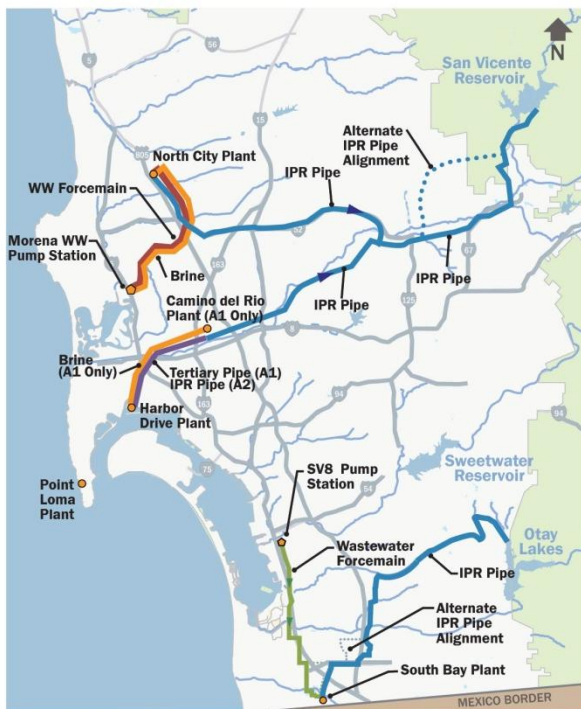 N
San Vicente
Reservoir
5
56
15
805
North City Plant
Alternate
IPR Pipe
Alignment
IPR Pipe
WW Forcemain
52
67
IPR Pipe
Morena WW
Pump Station
Brine
163
IPR Pipe
Camino del Rio
Plant (A1 Only)
125
8
Brine
(A1 Only)
Tertiary Pipe (A1)
IPR Pipe (A2)
94
163
94
Harbor
Drive Plant
75
Point
Loma
Plant
SV8 Pump
Station
54
Sweetwater
Reservoir
Otay
Lakes
Wastewater
Forcemain
IPR Pipe
Alternate
IPR Pipe
Alignment
South Bay Plant
MEXICO BORDER